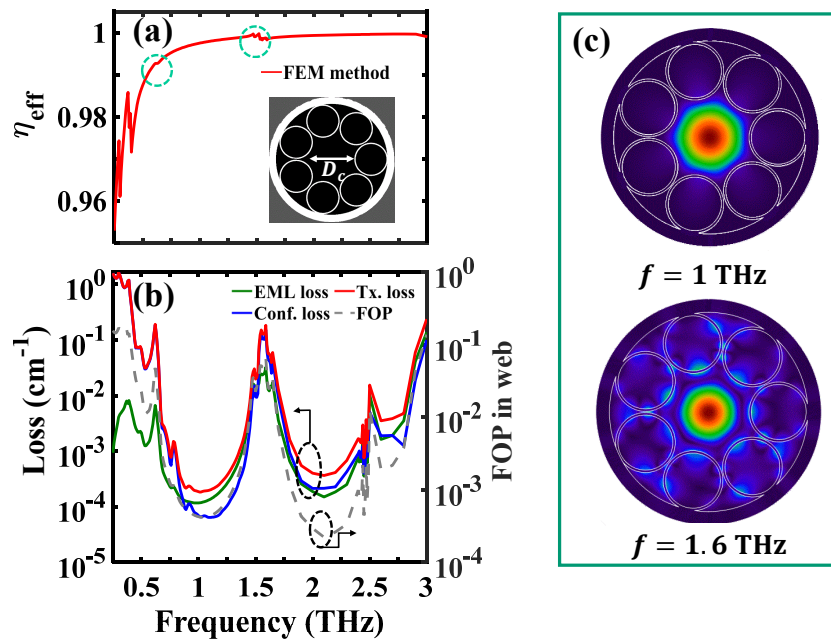 (a)
1
0.98
0.96
η_eff
FEM method
D_c
(b)
10^0
10^-1
10^-2
10^-3
10^-4
10^-5
Loss (cm^-1)
EML loss
Tx. loss
Conf. loss
FOP
10^0
10^-1
10^-2
10^-3
10^-4
FOP in web
0.5
1
1.5
2
2.5
3
Frequency (THz)
(c)
f = 1 THz
f = 1.6 THz